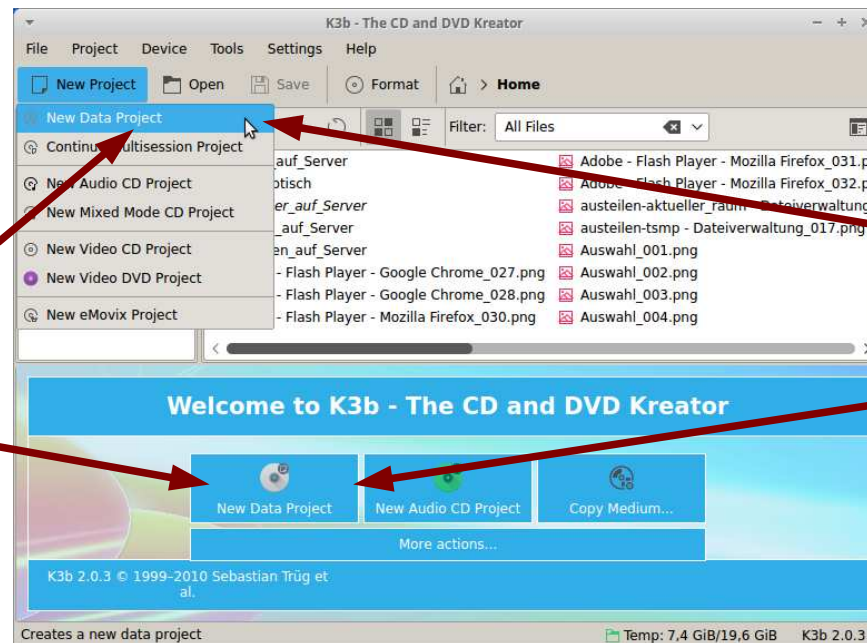 K3b - The CD and DVD Kreator
File Project Device Tools Settings Help
New Project Open Save Format > Home
New Data Project
Filter: All Files
Continue Multisession Project
New Audio CD Project
New Mixed Mode CD Project
New Video CD Project
New Video DVD Project
New eMovix Project
auf_Server
otisch
er_auf_Server
_auf_Server
en_auf_Server
- Flash Player - Google Chrome_027.png
- Flash Player - Google Chrome_028.png
- Flash Player - Mozilla Firefox_030.png
Adobe - Flash Player - Mozilla Firefox_031.p
Adobe - Flash Player - Mozilla Firefox_032.p
austeilen-aktueller_raum - Dateiverwaltung
austeilen-tsmp - Dateiverwaltung_017.png
Auswahl_001.png
Auswahl_002.png
Auswahl_003.png
Auswahl_004.png
Welcome to K3b - The CD and DVD Kreator
New Data Project New Audio CD Project Copy Medium...
More actions...
K3b 2.0.3 © 1999–2010 Sebastian Trüg et
al.
Creates a new data project Temp: 7,4 GiB/19,6 GiB K3b 2.0.3